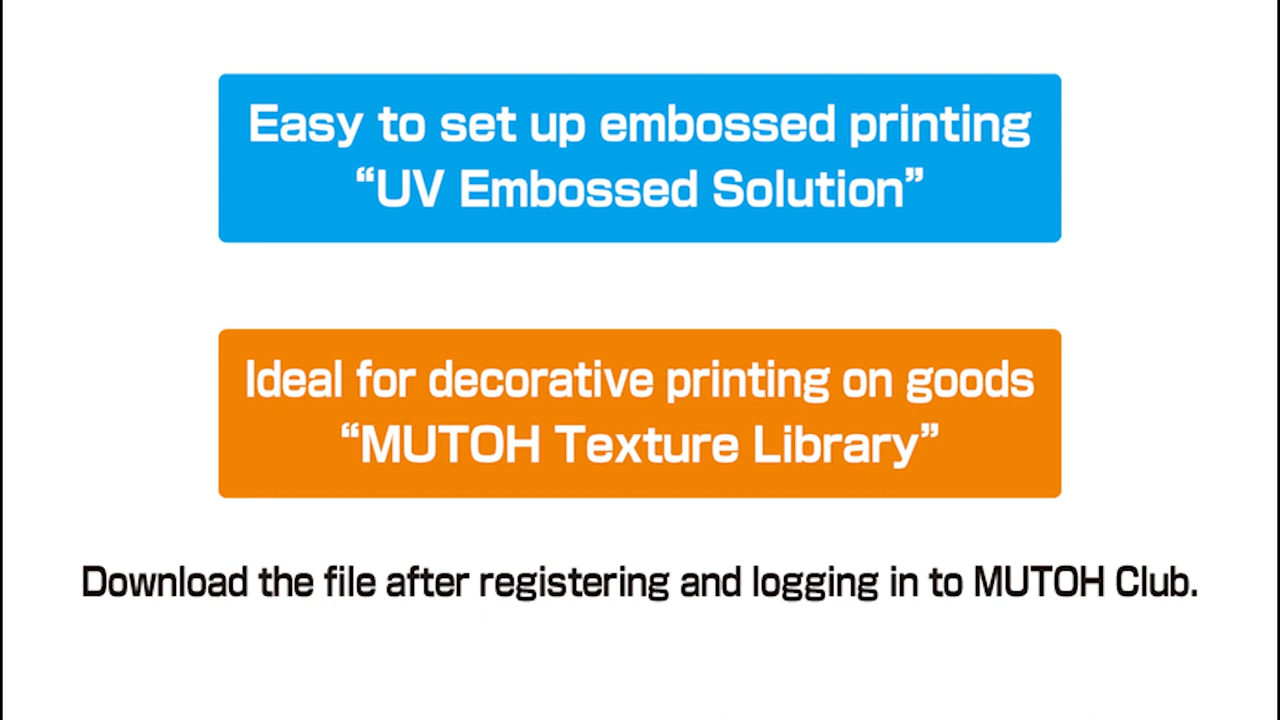 Easy to set up embossed printing
“UV Embossed Solution”
Ideal for decorative printing on goods
“MUTOH Texture Library”
Download the file after registering and logging in to MUTOH Club.